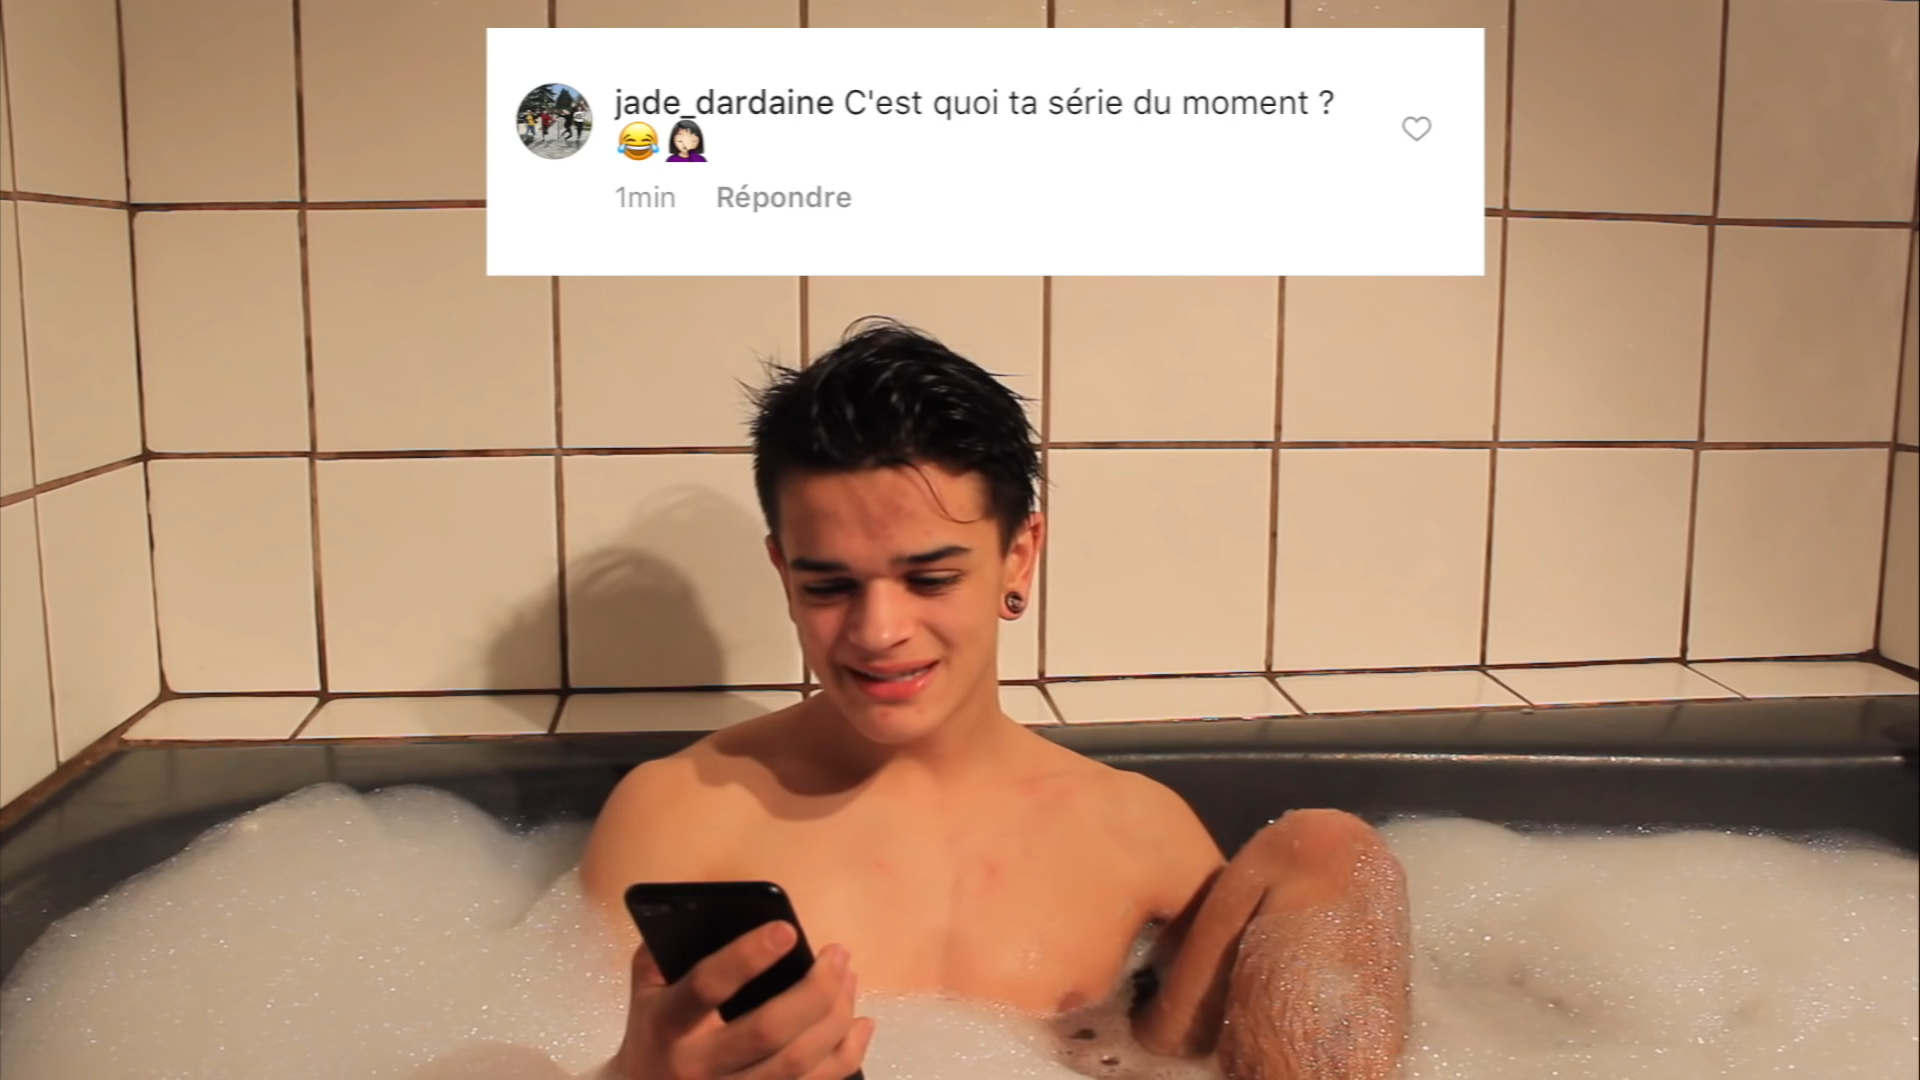 jade_dardaine C'est quoi ta série du moment ?
😂🤦🏻‍♀️
1min Répondre